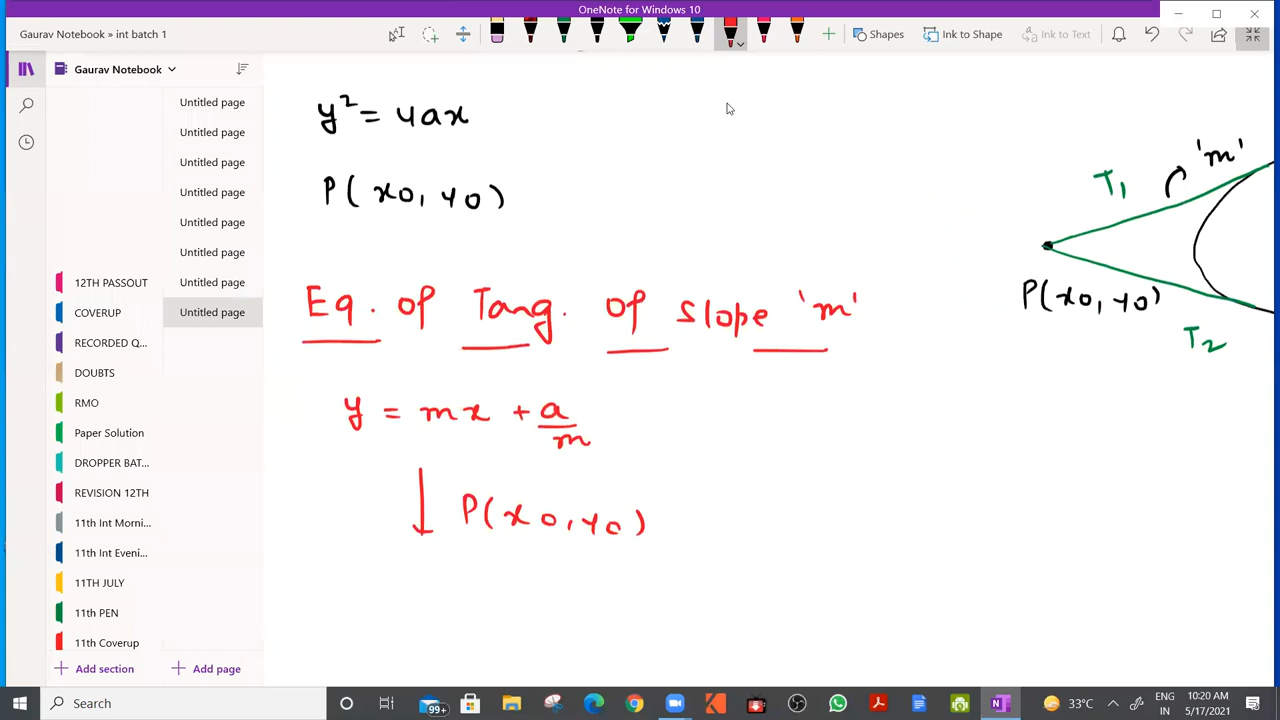 OneNote for Windows 10
Gaurav Notebook » int batch 1
Shapes
Ink to Shape
Ink to Text
Gaurav Notebook
Untitled page
Untitled page
Untitled page
Untitled page
Untitled page
Untitled page
Untitled page
Untitled page
12TH PASSOUT
COVERUP
RECORDED Q...
DOUBTS
RMO
Paper Solution
DROPPER BAT...
REVISION 12TH
11th Int Morni...
11th Int Eveni...
11TH JULY
11th PEN
11th Coverup
Add section
Add page
y² = 4ax
P(x0, y0)
Eq. of Tang. of slope 'm'
y = mx + a/m
P(x0, y0)
T1
'm'
P(x0, y0)
T2
Search
99+
33°C
ENG
IN
10:20 AM
5/17/2021